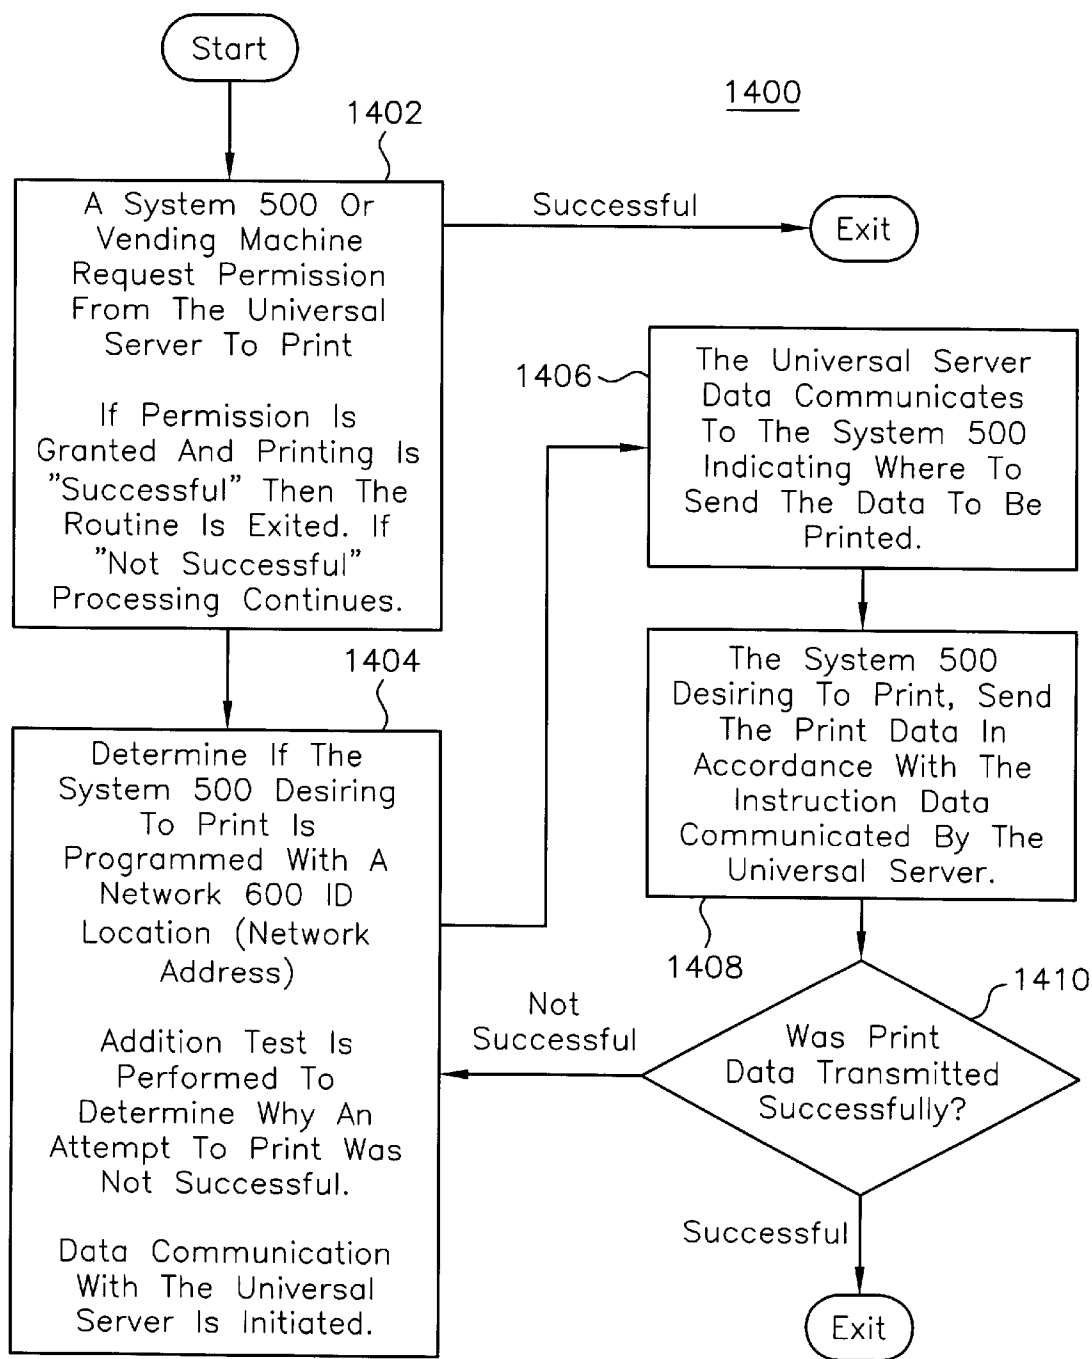 Start
1400
1402
A System 500 Or
Vending Machine
Request Permission
From The Universal
Server To Print
If Permission Is
Granted And Printing Is
"Successful" Then The
Routine Is Exited. If
"Not Successful"
Processing Continues.
Successful
Exit
1404
Determine If The
System 500 Desiring
To Print Is
Programmed With A
Network 600 ID
Location (Network
Address)
Addition Test Is
Performed To
Determine Why An
Attempt To Print Was
Not Successful.
Data Communication
With The Universal
Server Is Initiated.
1406
The Universal Server
Data Communicates
To The System 500
Indicating Where To
Send The Data To Be
Printed.
The System 500
Desiring To Print, Send
The Print Data In
Accordance With The
Instruction Data
Communicated By The
Universal Server.
1408
1410
Was Print
Data Transmitted
Successfully?
Not
Successful
Successful
Exit